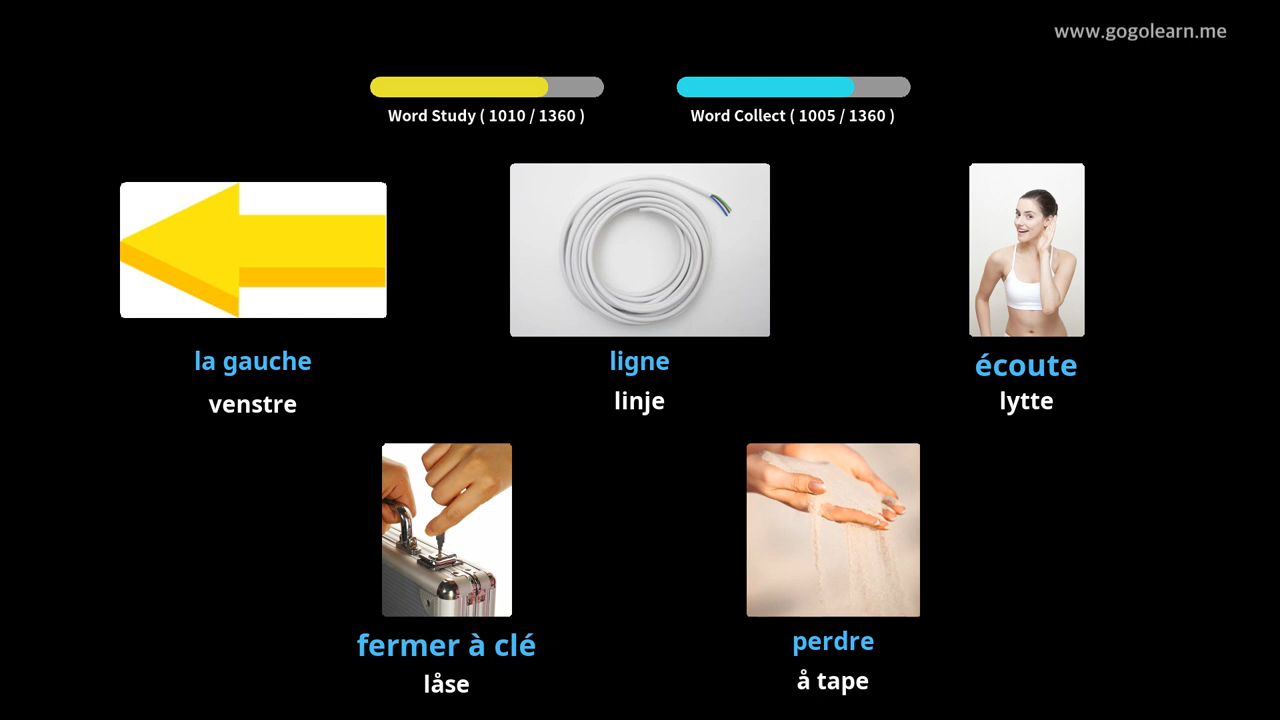 www.gogolearn.me
Word Study ( 1010 / 1360 )
Word Collect ( 1005 / 1360 )
la gauche
ligne
écoute
venstre
linje
lytte
fermer à clé
perdre
låse
å tape